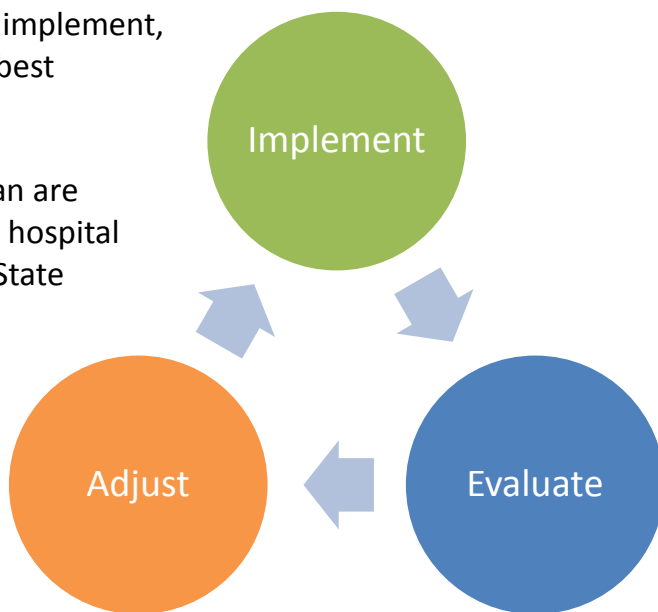 implement,
best
an are
hospital
State
Implement
Evaluate
Adjust